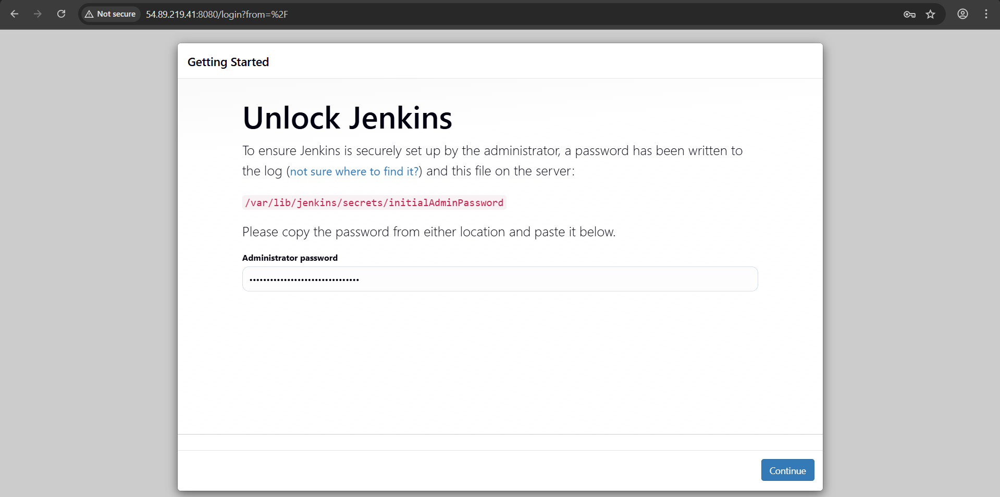 Not secure 54.89.219.41:8080/login?from=%2F
Getting Started
Unlock Jenkins
To ensure Jenkins is securely set up by the administrator, a password has been written to
the log (not sure where to find it?) and this file on the server:
/var/lib/jenkins/secrets/initialAdminPassword
Please copy the password from either location and paste it below.
Administrator password
••••••••••••••••••••••••••••••••
Continue